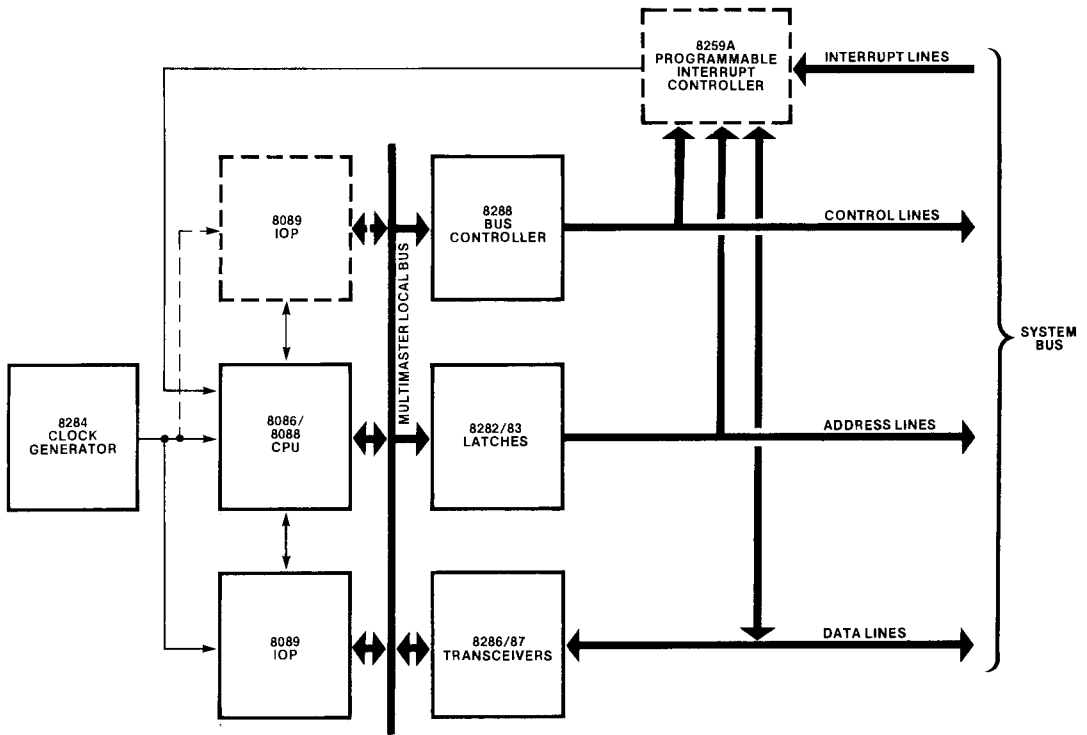 8259A
PROGRAMMABLE
INTERRUPT
CONTROLLER
INTERRUPT LINES
8089
IOP
MULTIMASTER LOCAL BUS
8288
BUS
CONTROLLER
CONTROL LINES
SYSTEM
BUS
8284
CLOCK
GENERATOR
8086/
8088
CPU
8282/83
LATCHES
ADDRESS LINES
8089
IOP
8286/87
TRANSCEIVERS
DATA LINES